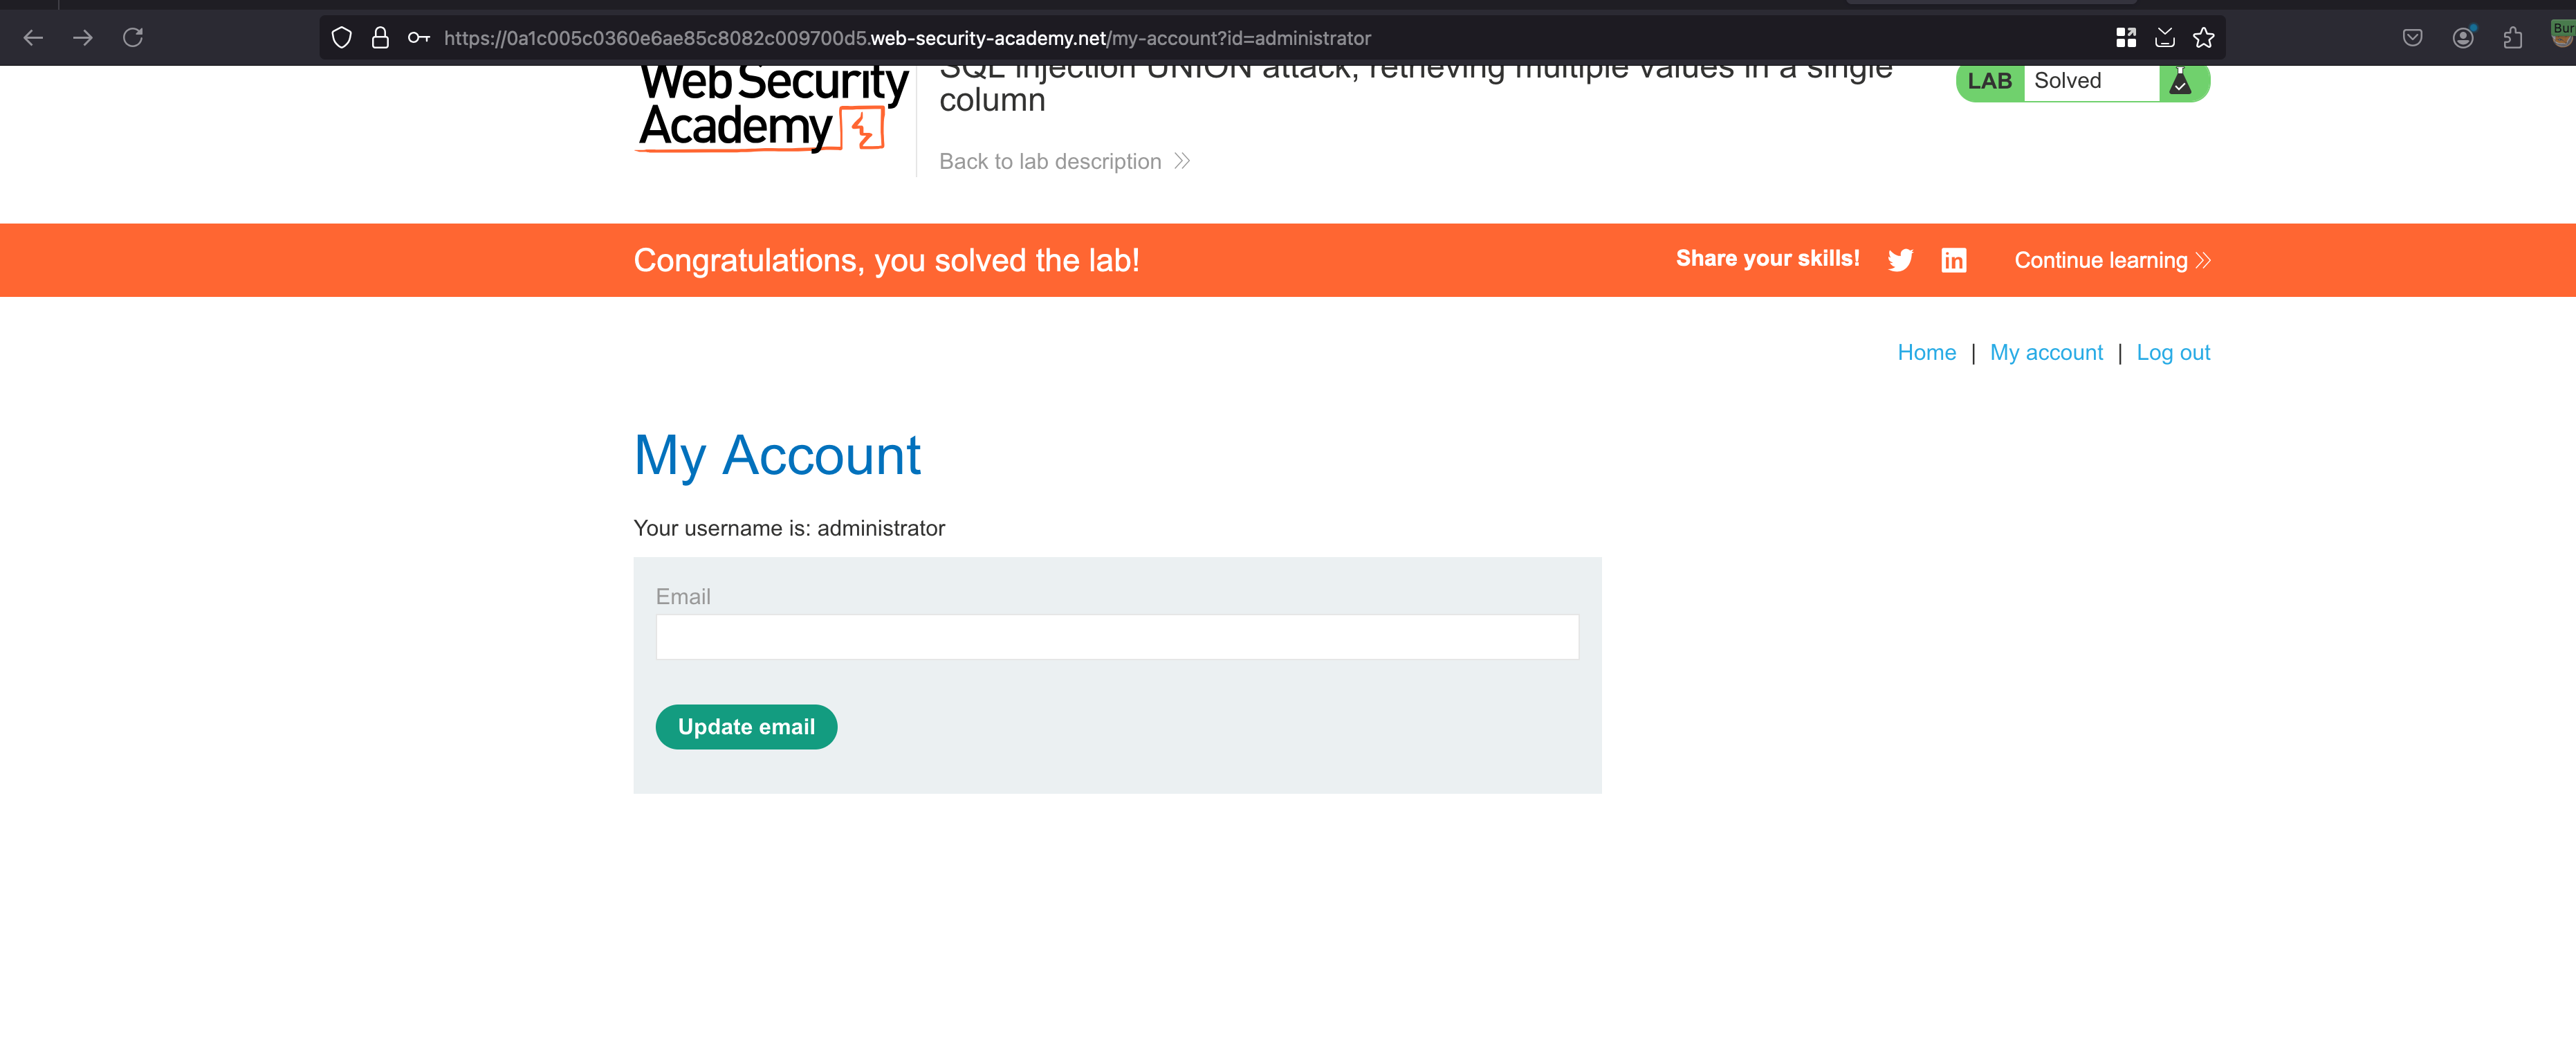 https://0a1c005c0360e6ae85c8082c009700d5.web-security-academy.net/my-account?id=administrator
Bur
Web Security
Academy
SQL injection UNION attack, retrieving multiple values in a single
column
LAB Solved
Back to lab description
Congratulations, you solved the lab!
Share your skills!
in
Continue learning
Home | My account | Log out
My Account
Your username is: administrator
Email
Update email